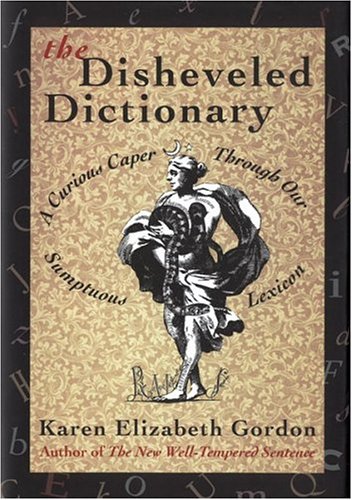 the
Disheveled
Dictionary
A Curious Caper
Through Our
Sumptuous
Lexicon
Karen Elizabeth Gordon
Author of The New Well-Tempered Sentence